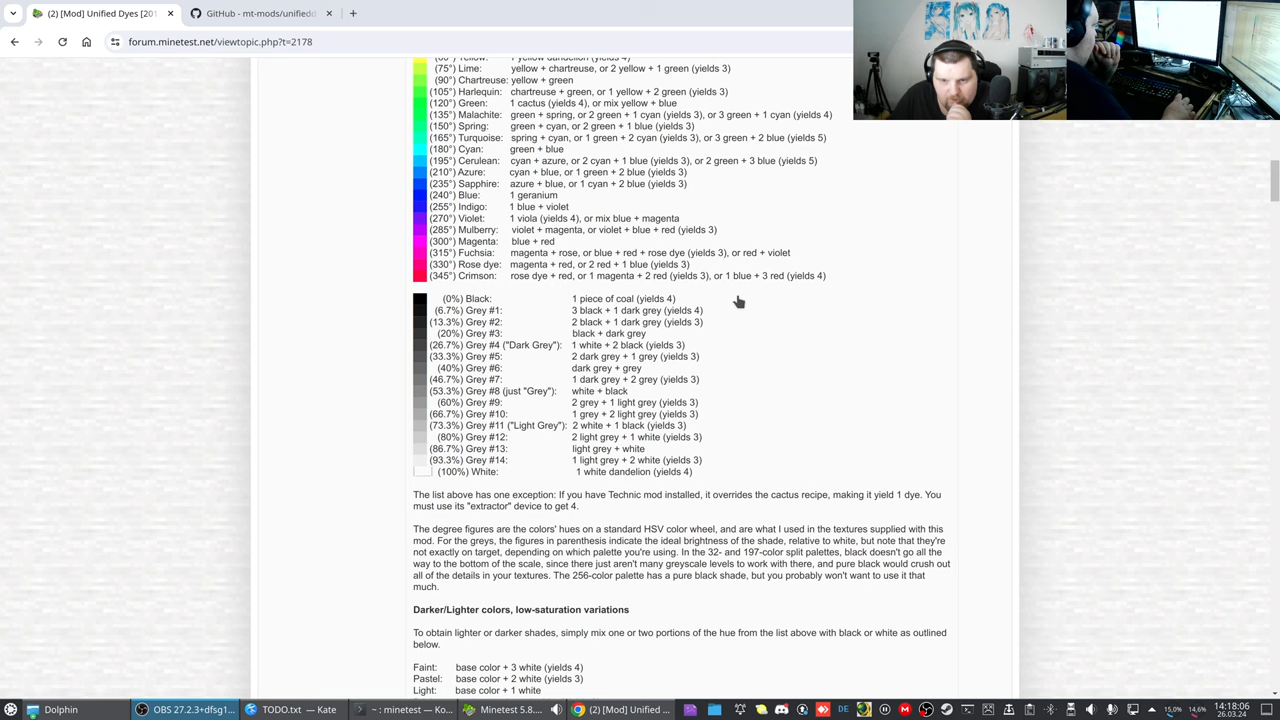 (2) [Mod] Unified Dyes [201
GitHub - mt-mods/unifiedd
forum.minetest.net/viewtopic.php?t=2178
(75°) Lime: yellow + chartreuse, or 2 yellow + 1 green (yields 3)
(90°) Chartreuse: yellow + green
(105°) Harlequin: chartreuse + green, or 1 yellow + 2 green (yields 3)
(120°) Green: 1 cactus (yields 4), or mix yellow + blue
(135°) Malachite: green + spring, or 2 green + 1 cyan (yields 3), or 3 green + 1 cyan (yields 4)
(150°) Spring: green + cyan, or 2 green + 1 blue (yields 3)
(165°) Turquoise: spring + cyan, or 1 green + 2 cyan (yields 3), or 3 green + 2 blue (yields 5)
(180°) Cyan: green + blue
(195°) Cerulean: cyan + azure, or 2 cyan + 1 blue (yields 3), or 2 green + 3 blue (yields 5)
(210°) Azure: cyan + blue, or 1 green + 2 blue (yields 3)
(235°) Sapphire: azure + blue, or 1 cyan + 2 blue (yields 3)
(240°) Blue: 1 geranium
(255°) Indigo: 1 blue + violet
(270°) Violet: 1 viola (yields 4), or mix blue + magenta
(285°) Mulberry: violet + magenta, or violet + blue + red (yields 3)
(300°) Magenta: blue + red
(315°) Fuchsia: magenta + rose, or blue + red + rose dye (yields 3), or red + violet
(330°) Rose dye: magenta + red, or 2 red + 1 blue (yields 3)
(345°) Crimson: rose dye + red, or 1 magenta + 2 red (yields 3), or 1 blue + 3 red (yields 4)
(0%) Black: 1 piece of coal (yields 4)
(6.7%) Grey #1: 3 black + 1 dark grey (yields 4)
(13.3%) Grey #2: 2 black + 1 dark grey (yields 3)
(20%) Grey #3: black + dark grey
(26.7%) Grey #4 ("Dark Grey"): 1 white + 2 black (yields 3)
(33.3%) Grey #5: 2 dark grey + 1 grey (yields 3)
(40%) Grey #6: dark grey + grey
(46.7%) Grey #7: 1 dark grey + 2 grey (yields 3)
(53.3%) Grey #8 (just "Grey"): white + black
(60%) Grey #9: 2 grey + 1 light grey (yields 3)
(66.7%) Grey #10: 1 grey + 2 light grey (yields 3)
(73.3%) Grey #11 ("Light Grey"): 2 white + 1 black (yields 3)
(80%) Grey #12: 2 light grey + 1 white (yields 3)
(86.7%) Grey #13: light grey + white
(93.3%) Grey #14: 1 light grey + 2 white (yields 3)
(100%) White: 1 white dandelion (yields 4)
The list above has one exception: If you have Technic mod installed, it overrides the cactus recipe, making it yield 1 dye. You
must use its "extractor" device to get 4.
The degree figures are the colors' hues on a standard HSV color wheel, and are what I used in the textures supplied with this
mod. For the greys, the figures in parenthesis indicate the ideal brightness of the shade, relative to white, but note that they're
not exactly on target, depending on which palette you're using. In the 32- and 197-color split palettes, black doesn't go all the
way to the bottom of the scale, since there just aren't many greyscale levels to work with there, and pure black would crush out
all of the details in your textures. The 256-color palette has a pure black shade, but you probably won't want to use it that
much.
Darker/Lighter colors, low-saturation variations
To obtain lighter or darker shades, simply mix one or two portions of the hue from the list above with black or white as outlined
below.
Faint: base color + 3 white (yields 4)
Pastel: base color + 2 white (yields 3)
Light: base color + 1 white
Dolphin
OBS 27.2.3+dfsg1...
TODO.txt — Kate
~ : minetest — Ko...
Minetest 5.8....
(2) [Mod] Unified ...
DE
15,0%
14,6%
14:18:06
26.03.24